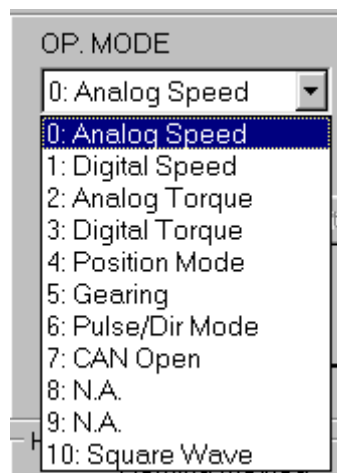 OP. MODE
0: Analog Speed
0: Analog Speed
1: Digital Speed
2: Analog Torque
3: Digital Torque
4: Position Mode
5: Gearing
6: Pulse/Dir Mode
7: CAN Open
8: N.A.
9: N.A.
10: Square Wave